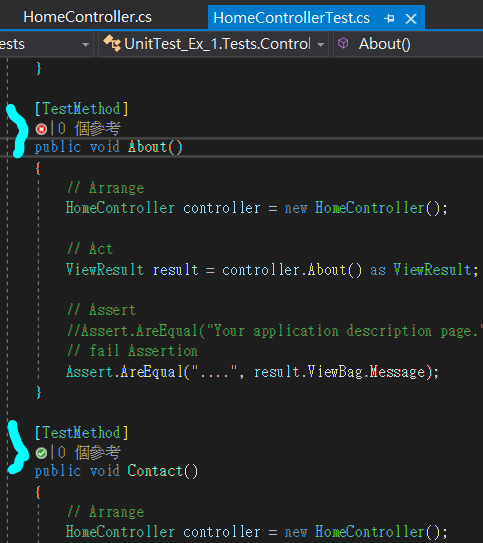 HomeController.cs HomeControllerTest.cs
ests UnitTest_Ex_1.Tests.Control About()
}
[TestMethod]
|0 個參考
public void About()
{
// Arrange
HomeController controller = new HomeController();
// Act
ViewResult result = controller.About() as ViewResult;
// Assert
//Assert.AreEqual("Your application description page."
// fail Assertion
Assert.AreEqual("....", result.ViewBag.Message);
}
[TestMethod]
|0 個參考
public void Contact()
{
// Arrange
HomeController controller = new HomeController();